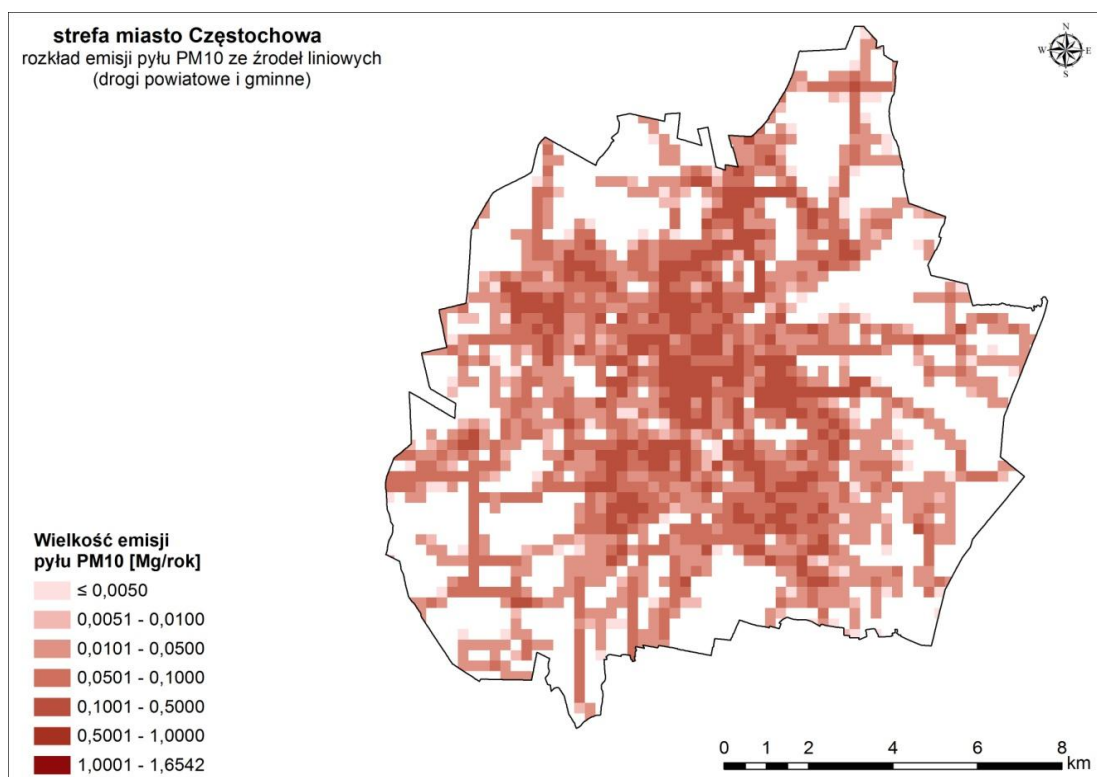 strefa miasto Częstochowa
rozkład emisji pyłu PM10 ze źrodeł liniowych
(drogi powiatowe i gminne)
N
W E
S
Wielkość emisji
pyłu PM10 [Mg/rok]
≤ 0,0050
0,0051 - 0,0100
0,0101 - 0,0500
0,0501 - 0,1000
0,1001 - 0,5000
0,5001 - 1,0000
1,0001 - 1,6542
0 1 2 4 6 8
km